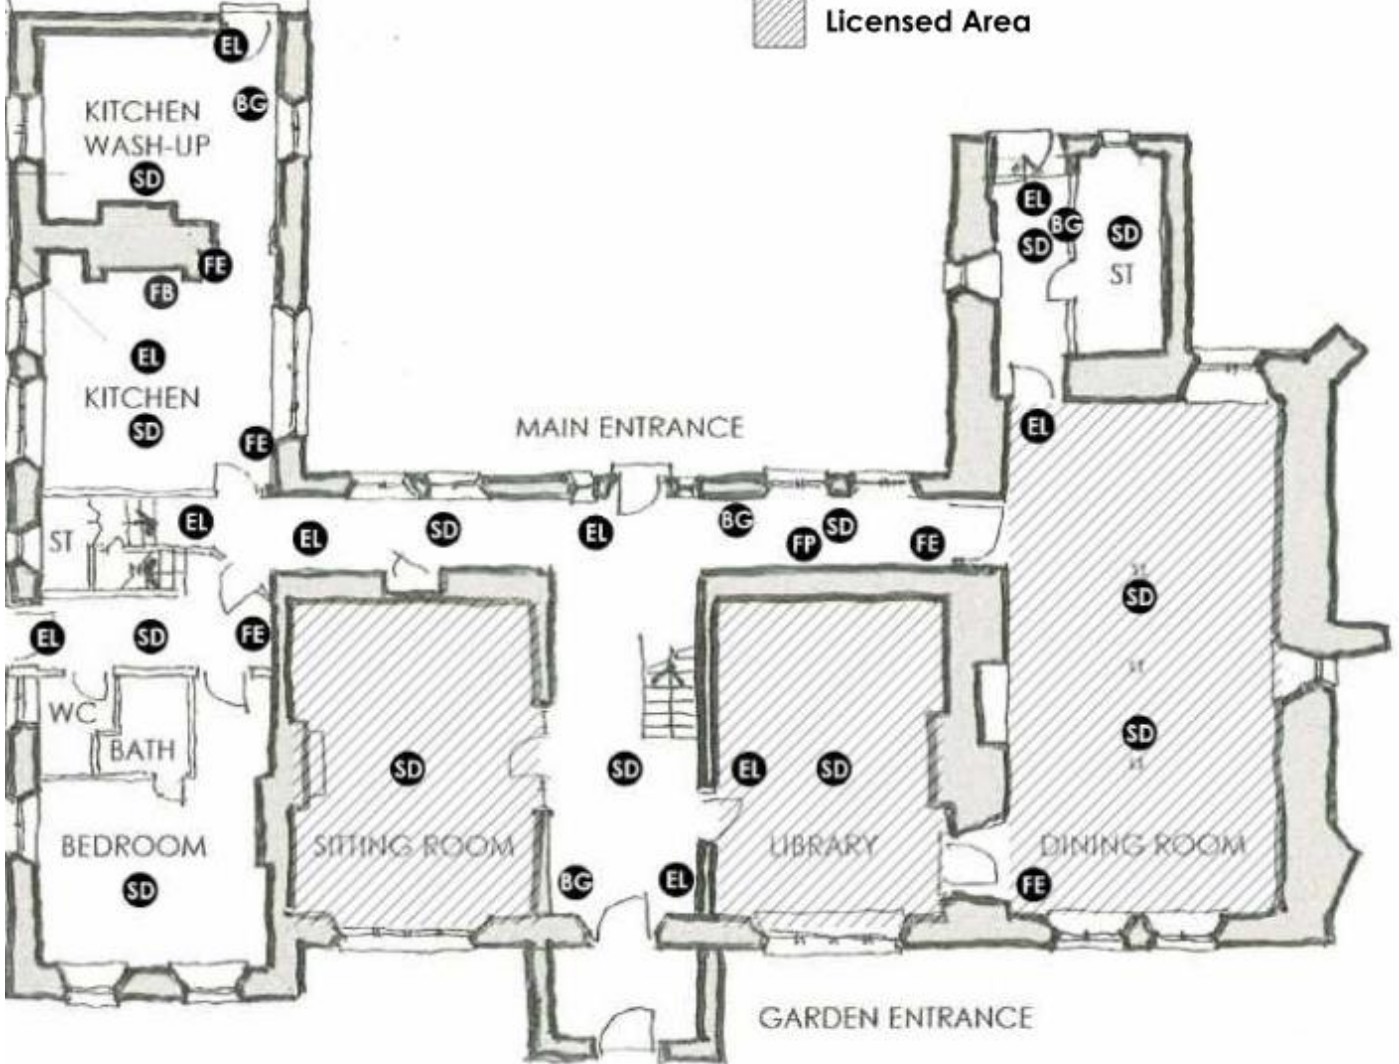 Licensed Area
EL
BG
KITCHEN
WASH-UP
SD
FE
FB
EL
KITCHEN
SD
FE
EL
BG
SD
SD
ST
MAIN ENTRANCE
EL
ST
EL
EL
SD
EL
BG
FP
SD
FE
SD
EL
SD
FE
WC
BATH
BEDROOM
SD
SD
SITTING ROOM
SD
BG
EL
EL
SD
LIBRARY
SD
DINING ROOM
FE
GARDEN ENTRANCE